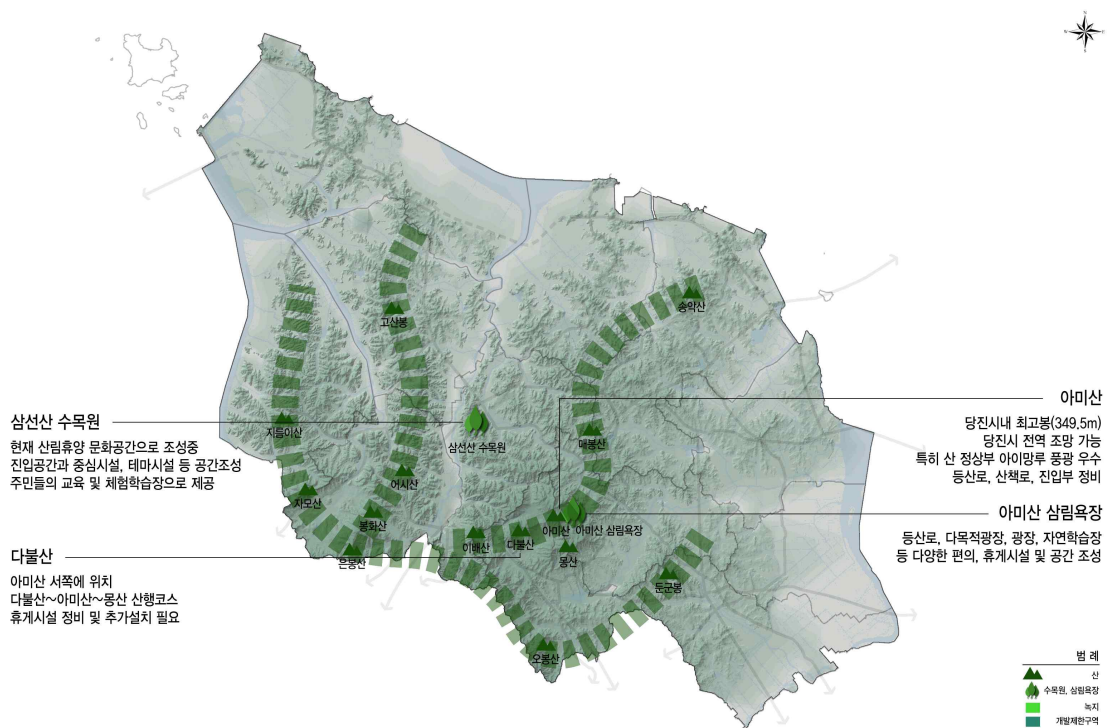 삼선산 수목원
현재 산림휴양 문화공간으로 조성중
진입공간과 중심시설, 테마시설 등 공간조성
주민들의 교육 및 체험학습장으로 제공
다불산
아미산 서쪽에 위치
다불산~아미산~몽산 산행코스
휴게시설 정비 및 추가설치 필요
송악산
고산봉
지름이산
삼선산 수목원
매봉산
어시산
자모산
봉화산
은봉산
이배산
다불산
아미산
아미산 삼림욕장
몽산
둔군봉
오봉산
아미산
당진시내 최고봉(349.5m)
당진시 전역 조망 가능
특히 산 정상부 아이망루 풍광 우수
등산로, 산책로, 진입부 정비
아미산 삼림욕장
등산로, 다목적광장, 광장, 자연학습장
등 다양한 편의, 휴게시설 및 공간 조성
범 례
산
수목원, 삼림욕장
녹지
개발제한구역